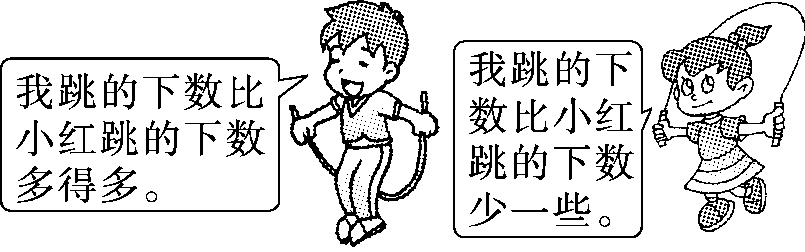 我跳的下数比
小红跳的下数
多得多。
我跳的下
数比小红
跳的下数
少一些。